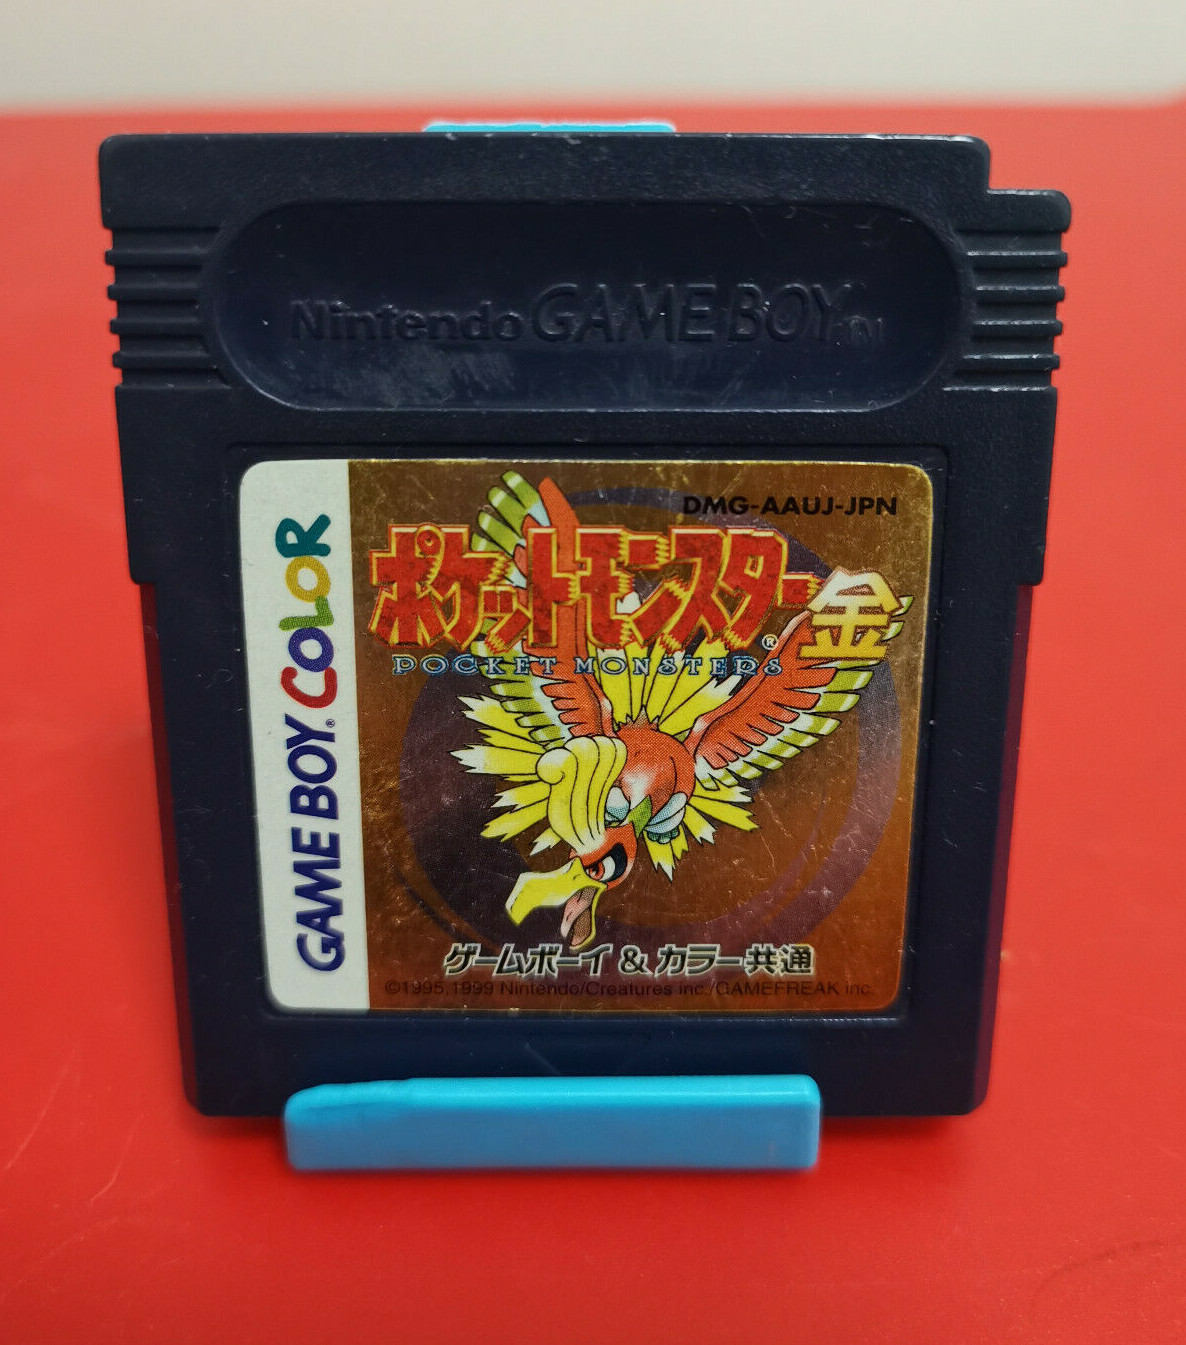 Nintendo GAME BOY TM
GAME BOY COLOR
DMG-AAUJ-JPN
ポケットモンスター 金
POCKET MONSTERS
ゲームボーイ & カラー共通
©1995,1999 Nintendo/Creatures inc./GAMEFREAK inc.